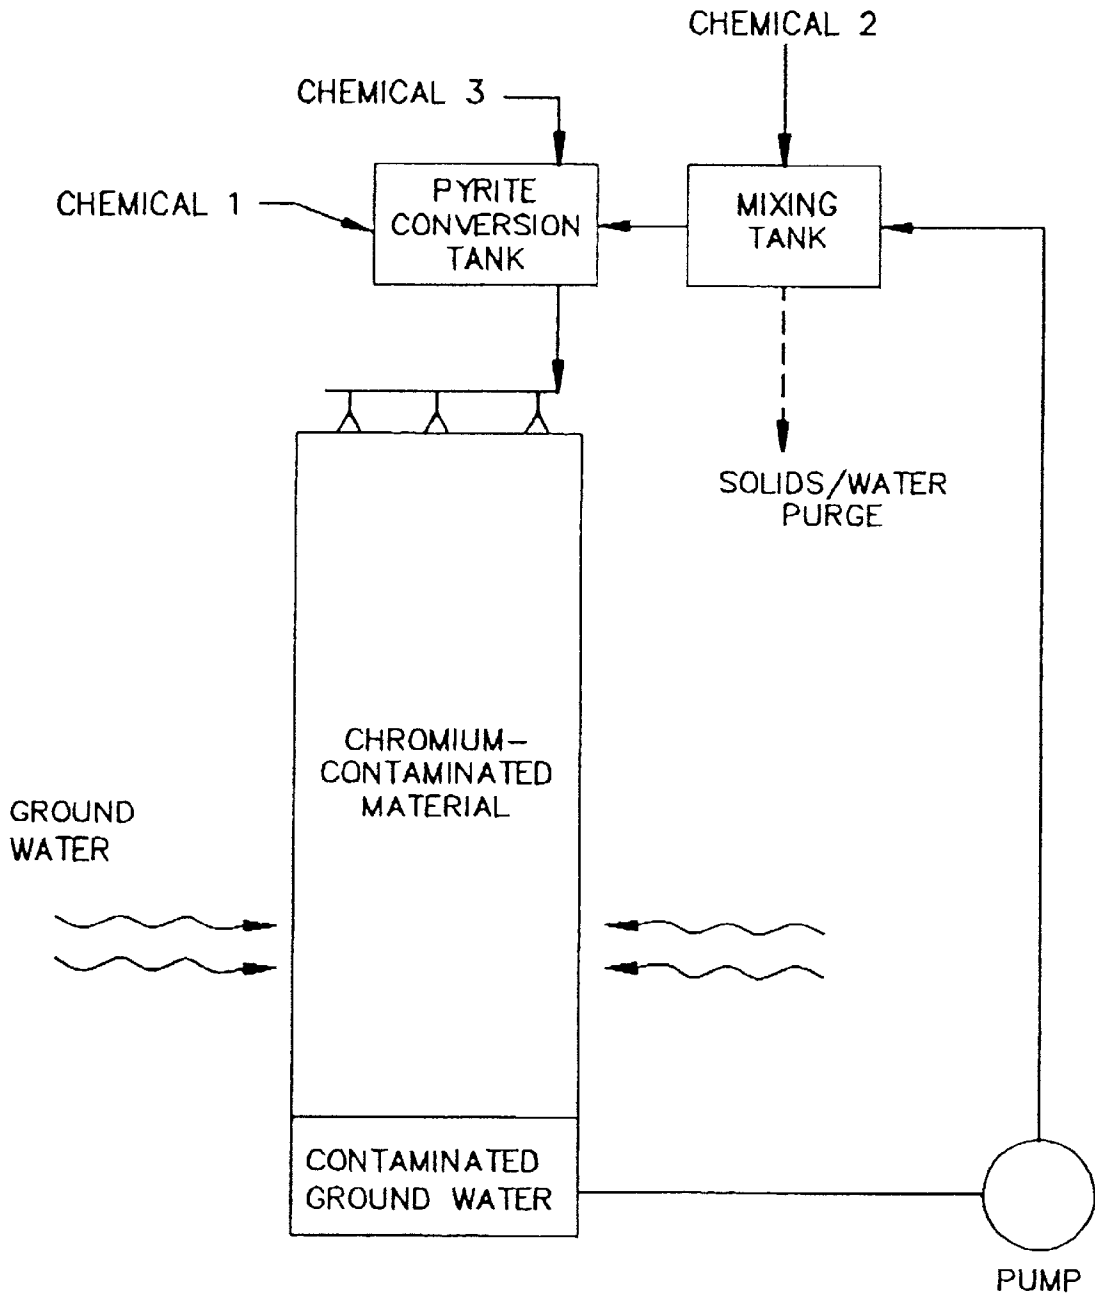 CHEMICAL 2
CHEMICAL 3
CHEMICAL 1
PYRITE
CONVERSION
TANK
MIXING
TANK
SOLIDS/WATER
PURGE
CHROMIUM-
CONTAMINATED
MATERIAL
GROUND
WATER
CONTAMINATED
GROUND WATER
PUMP